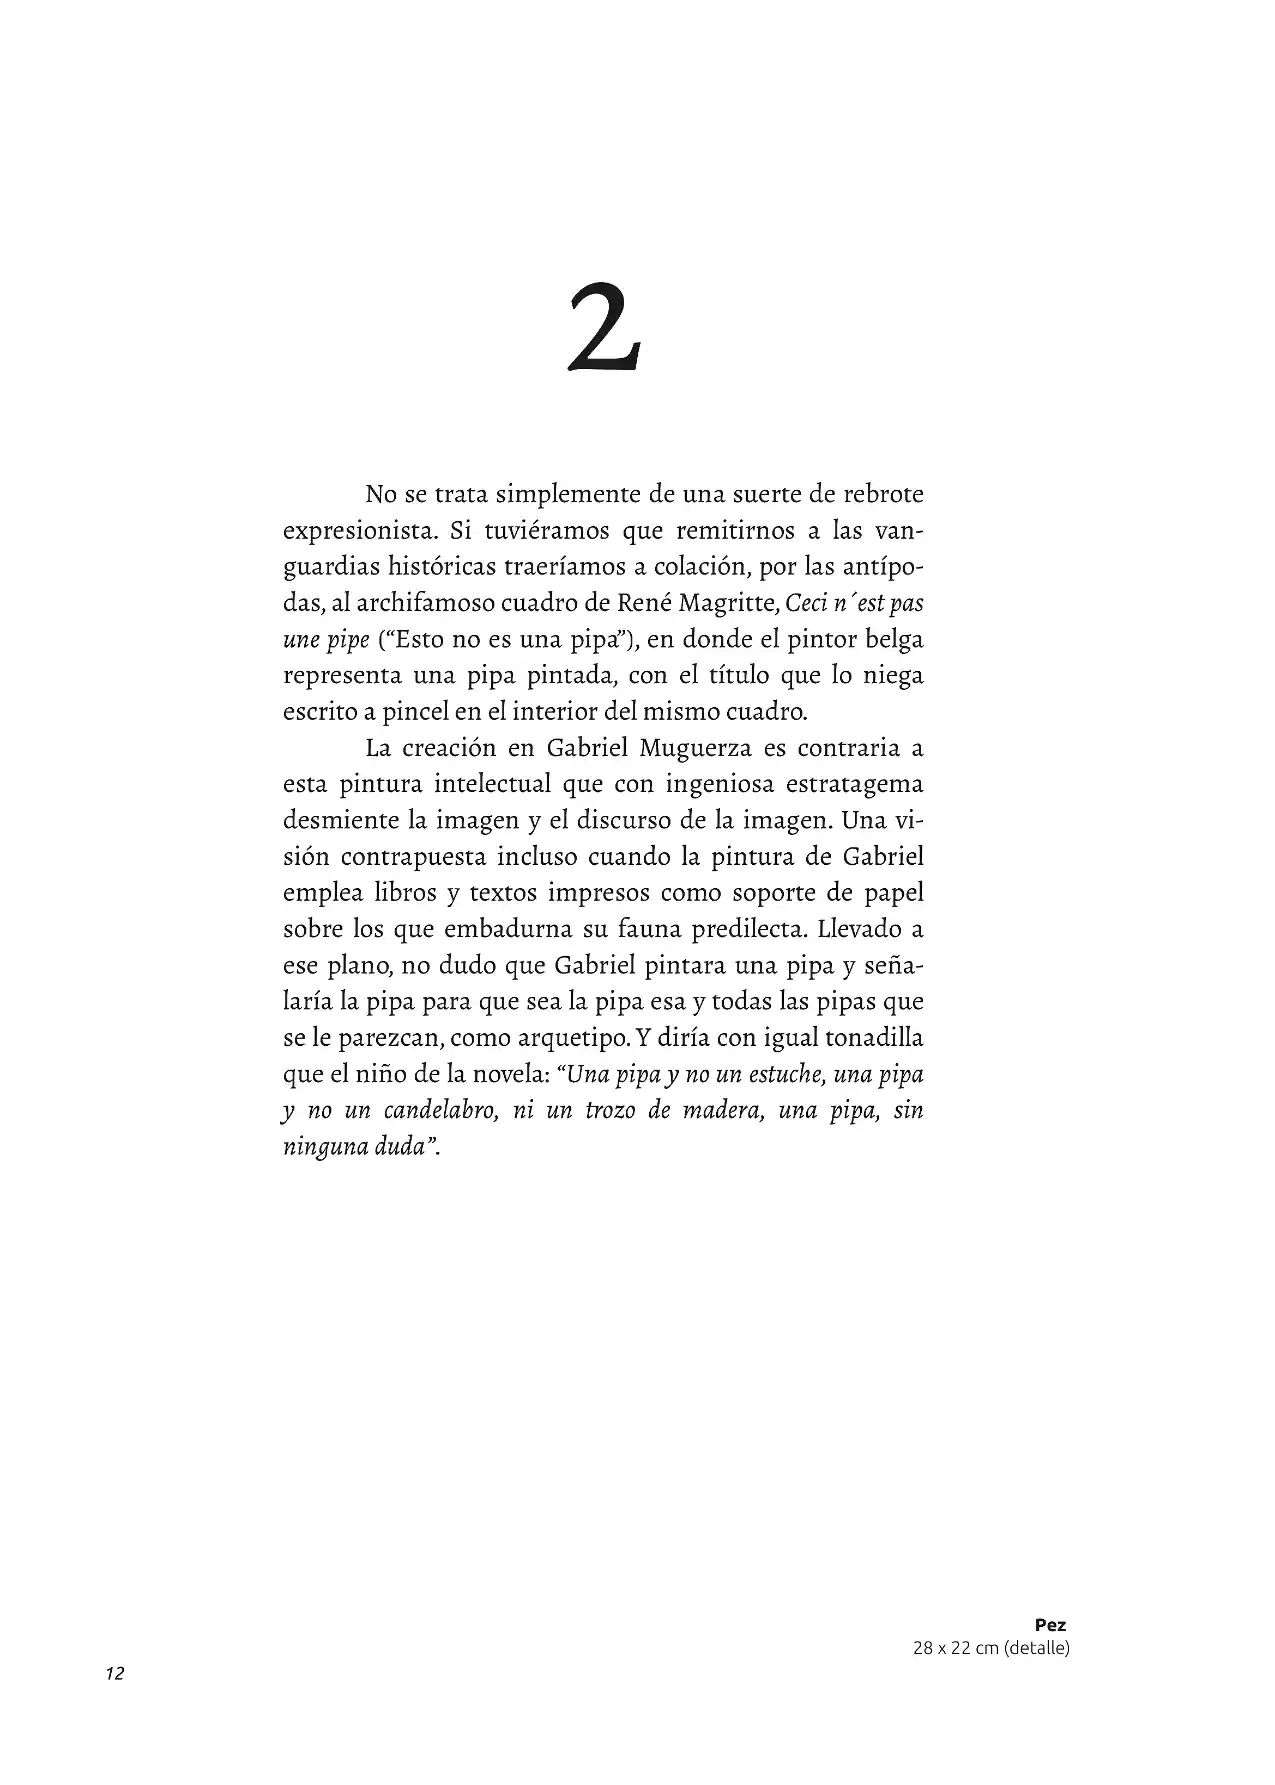 2
No se trata simplemente de una suerte de rebrote
expresionista. Si tuviéramos que remitirnos a las van-
guardias históricas traeríamos a colación, por las antípo-
das, al archifamoso cuadro de René Magritte, Ceci n´est pas
une pipe (“Esto no es una pipa”), en donde el pintor belga
representa una pipa pintada, con el título que lo niega
escrito a pincel en el interior del mismo cuadro.
La creación en Gabriel Muguerza es contraria a
esta pintura intelectual que con ingeniosa estratagema
desmiente la imagen y el discurso de la imagen. Una vi-
sión contrapuesta incluso cuando la pintura de Gabriel
emplea libros y textos impresos como soporte de papel
sobre los que embadurna su fauna predilecta. Llevado a
ese plano, no dudo que Gabriel pintara una pipa y seña-
laría la pipa para que sea la pipa esa y todas las pipas que
se le parezcan, como arquetipo. Y diría con igual tonadilla
que el niño de la novela: “Una pipa y no un estuche, una pipa
y no un candelabro, ni un trozo de madera, una pipa, sin
ninguna duda”.
Pez
28 x 22 cm (detalle)
12